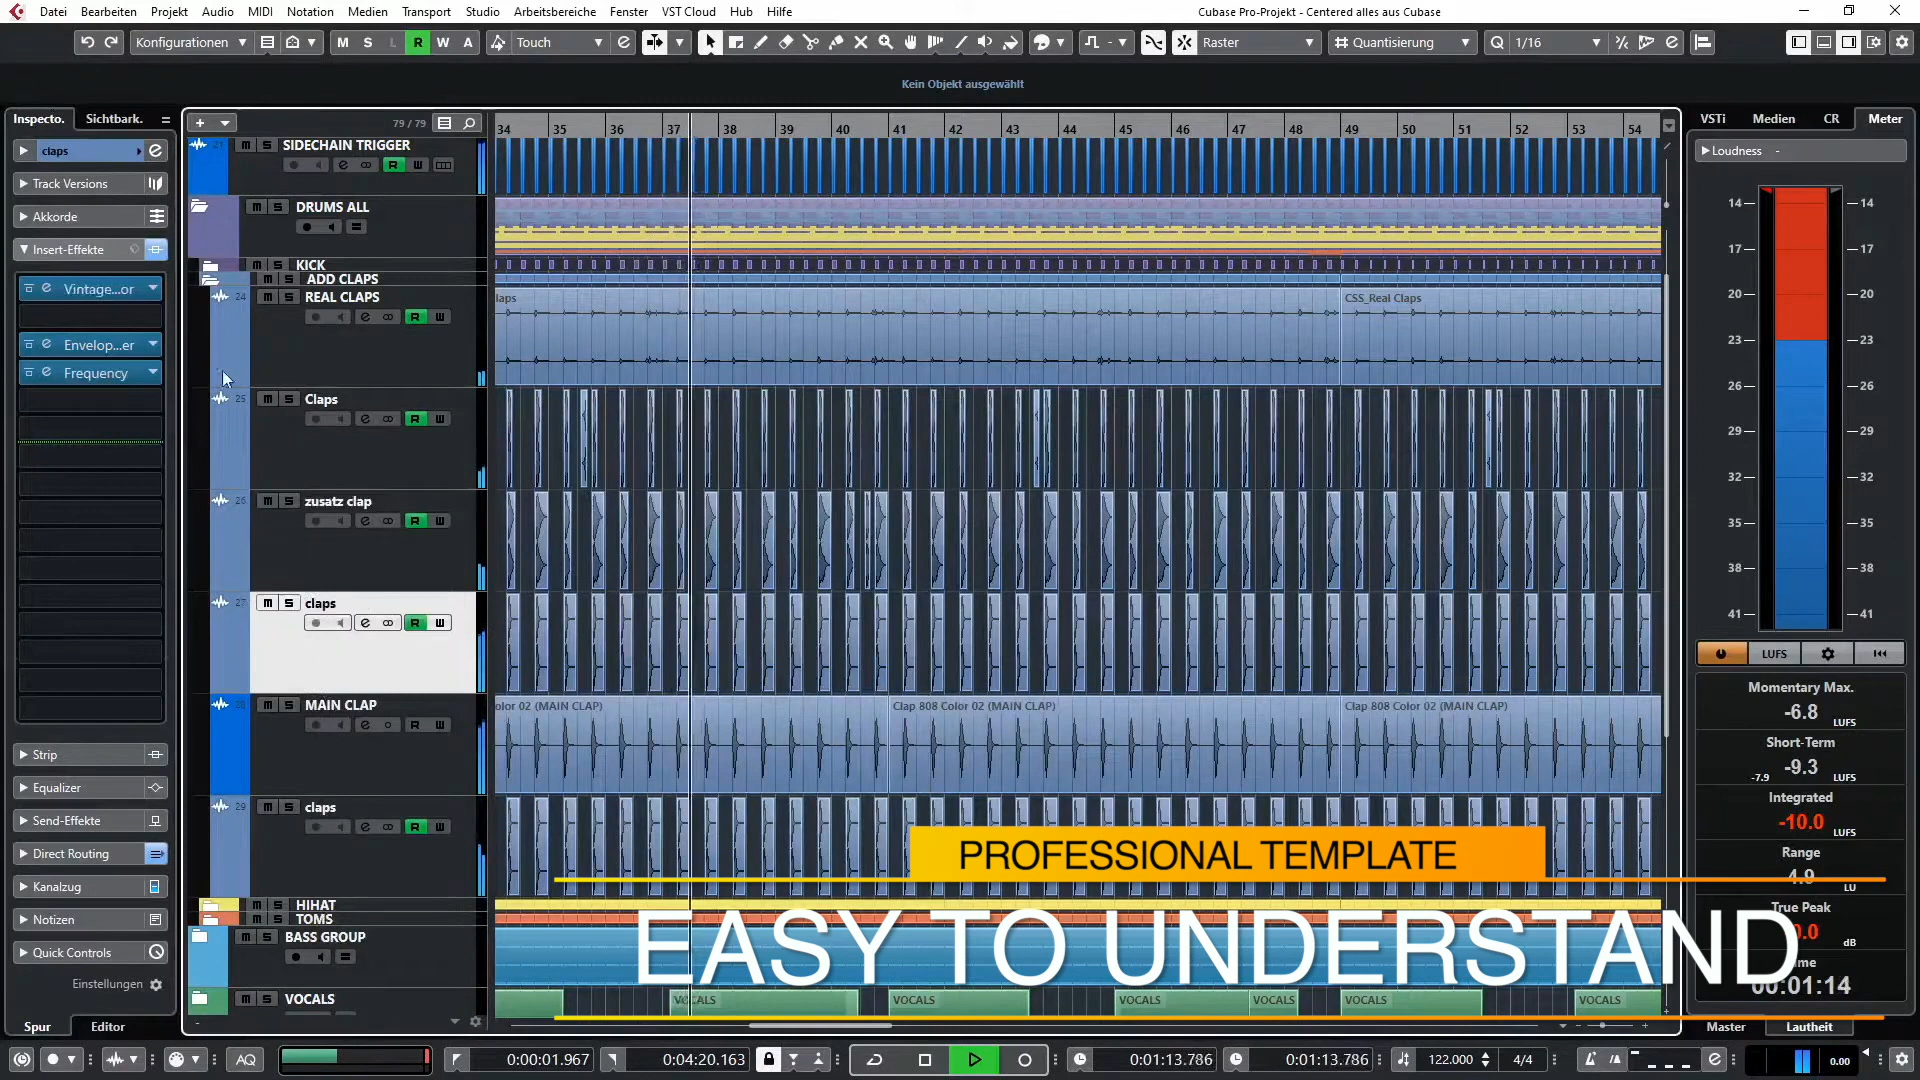 Datei Bearbeiten Projekt Audio MIDI Notation Medien Transport Studio Arbeitsbereiche Fenster VST Cloud Hub Hilfe
Cubase Pro-Projekt - Centered alles aus Cubase
Konfigurationen M S L R W A Touch Raster Quantisierung Q 1/16
Kein Objekt ausgewählt
Inspecto. Sichtbark.
79 / 79
34 35 36 37 38 39 40 41 42 43 44 45 46 47 48 49 50 51 52 53 54
VSTi Medien CR Meter
claps
Track Versions
Akkorde
Insert-Effekte
Vintage...or
Envelop...er
Frequency
Strip
Equalizer
Send-Effekte
Direct Routing
Kanalzug
Notizen
Quick Controls
Einstellungen
Spur Editor
21 m S SIDECHAIN TRIGGER
R
m S DRUMS ALL
m S KICK
m S ADD CLAPS
24 m S REAL CLAPS
R
laps
CSS_Real Claps
25 m S Claps
R
26 m S zusatz clap
R
27 m S claps
R
28 m S MAIN CLAP
R
olor 02 (MAIN CLAP)
Clap 808 Color 02 (MAIN CLAP)
Clap 808 Color 02 (MAIN CLAP)
29 m S claps
R
m S HIHAT
m S TOMS
m S BASS GROUP
m S VOCALS
VOCALS VOCALS VOCALS VOCALS VOCALS VOCALS
PROFESSIONAL TEMPLATE
EASY TO UNDERSTAND
Loudness -
14 14
17 17
20 20
23 23
26 26
29 29
32 32
35 35
38 38
41 41
LUFS
Momentary Max.
-6.8 LUFS
Short-Term
-7.9 -9.3 LUFS
Integrated
-10.0 LUFS
Range
4.9 LU
True Peak
0.0 dB
00:01:14
Master Lautheit
AQ 0:00:01.967 0:04:20.163 0:01:13.786 0:01:13.786 122.000 4/4 0.00